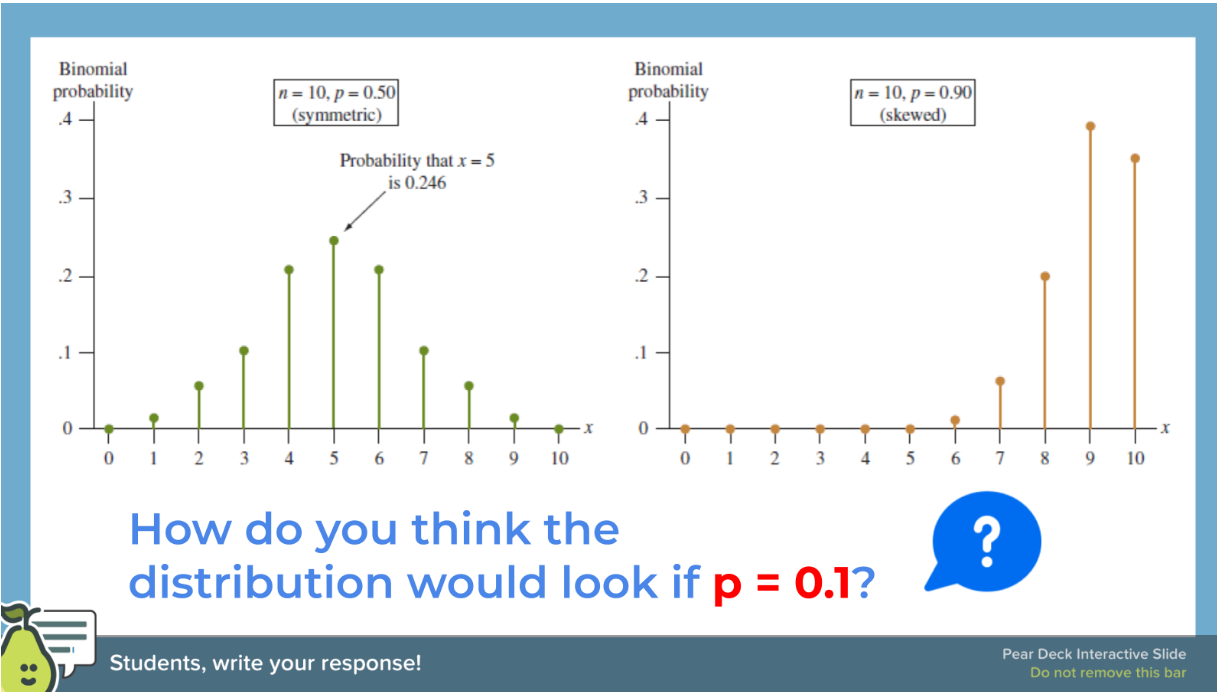 Binomial
probability
n = 10, p = 0.50
(symmetric)
Probability that x = 5
is 0.246
.4
.3
.2
.1
0
0 1 2 3 4 5 6 7 8 9 10
x
Binomial
probability
n = 10, p = 0.90
(skewed)
.4
.3
.2
.1
0
0 1 2 3 4 5 6 7 8 9 10
x
How do you think the
distribution would look if p = 0.1?
?
Students, write your response!
Pear Deck Interactive Slide
Do not remove this bar